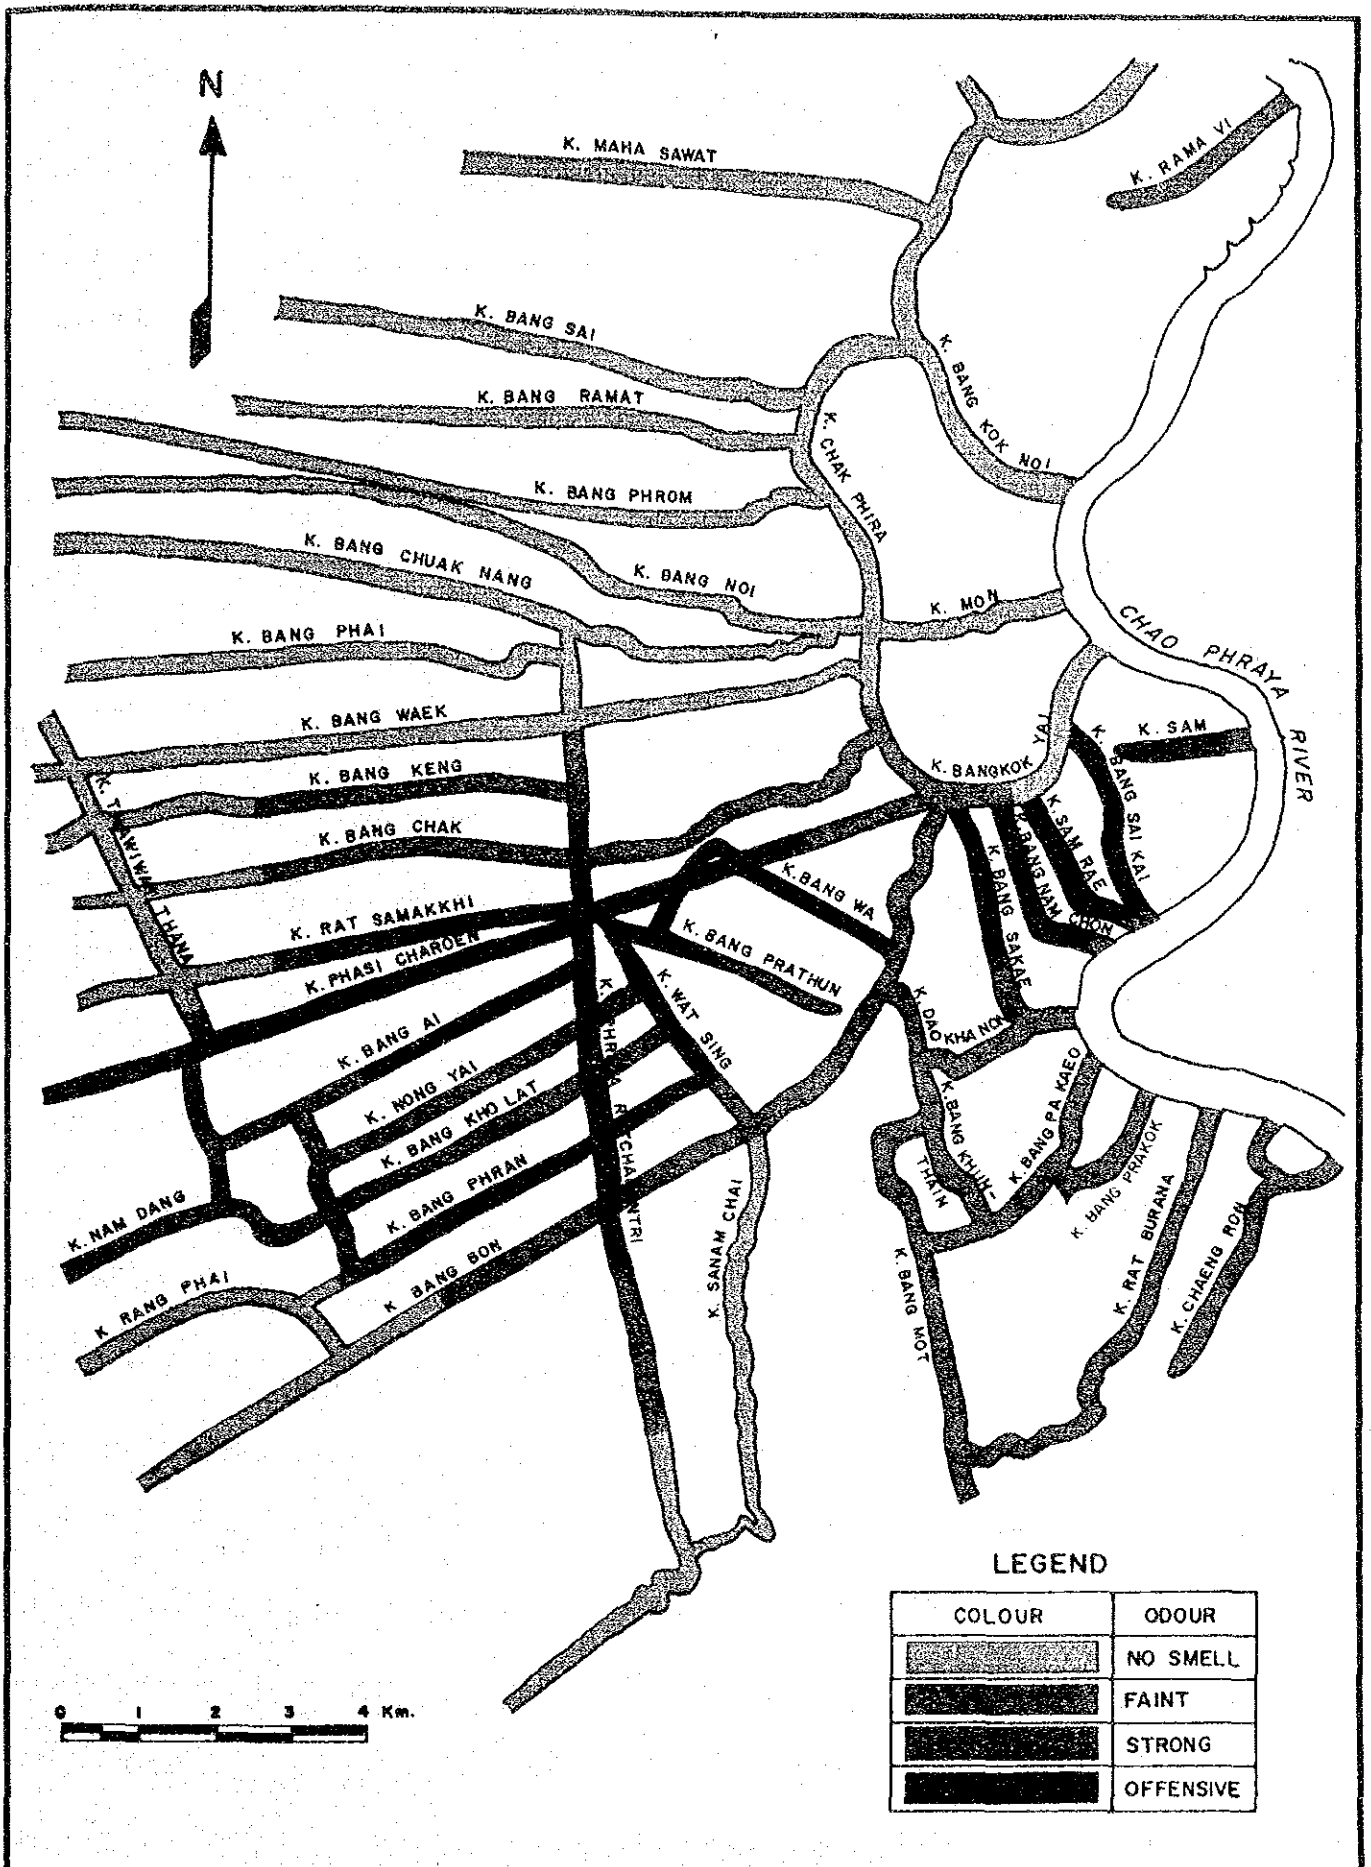 N
K. MAHA SAWAT
K. RAMA VI
K. BANG SAI
K. BANG KOK NOI
K. BANG RAMAT
K. CHAK PHIRA
K. BANG PHROM
K. BANG CHUAK NANG
K. BANG NOI
K. MON
CHAO PHRAYA RIVER
K. BANG PHAI
K. BANG WAEK
K. SAM
K. BANGKOK YAI
K. BANG KENG
K. BANG SAI KAI
K. BANG CHAK
K. SAM RAE
K. BANG NAM CHON
K. BANG SAKAE
K. BANG WA
K. THAWIWAT THANA
K. RAT SAMAKKHI
K. PHASI CHAROEN
K. BANG PRATHUN
K. WAT SING
K. DAO KHANON
K. BANG AI
K. NONG YAI
K. BANG KHO LAT
K. BANG KHUN-
THAIN
K. BANG PA KAEO
K. BANG PRAKOK
K. BANG PHRAN
K. NAM DANG
K. SANAM CHAI
K. RAT BURANA
K. CHAENG RON
K. BANG BON
K. RANG PHAI
K. BANG MOT
LEGEND
COLOUR ODOUR
NO SMELL
FAINT
STRONG
OFFENSIVE
0 1 2 3 4 Km.